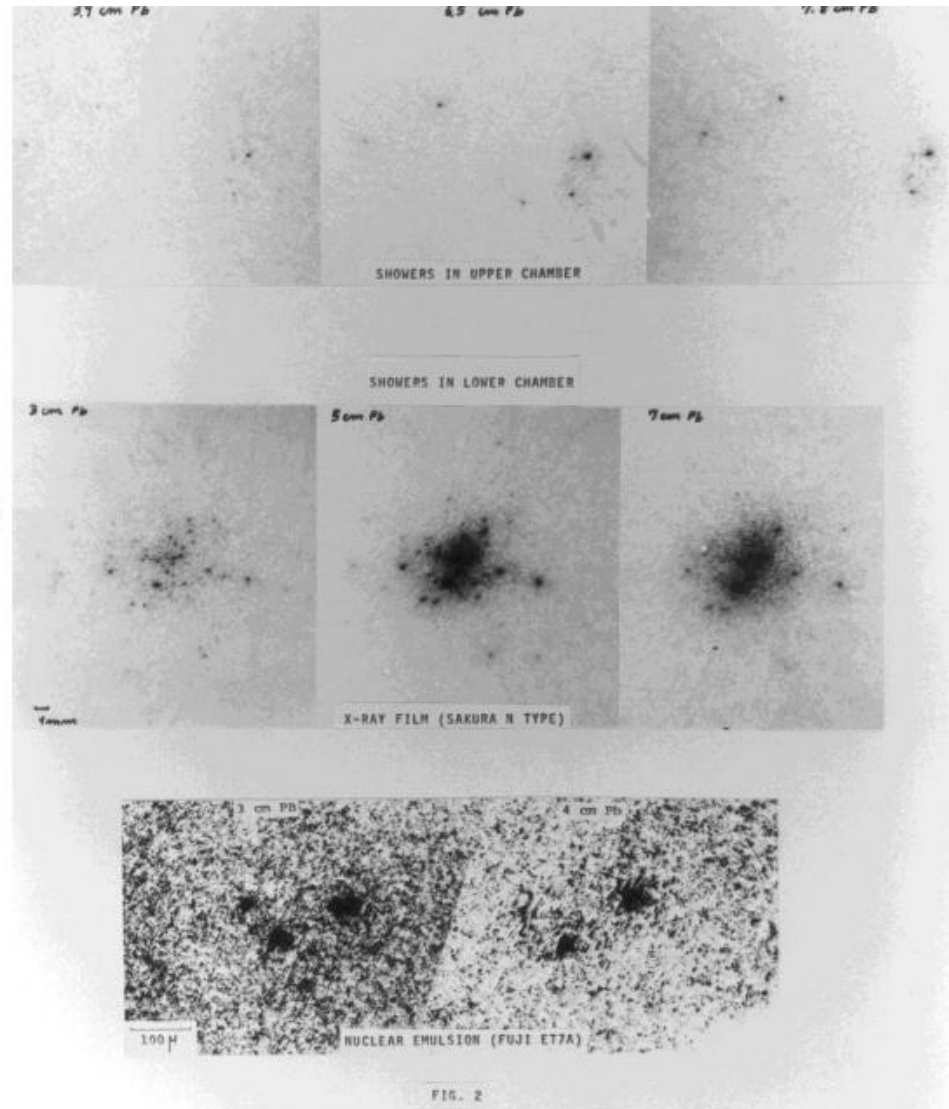 6.5 cm Pb
SHOWERS IN UPPER CHAMBER
SHOWERS IN LOWER CHAMBER
3 cm Pb
5 cm Pb
7 cm Pb
1 mm
X-RAY FILM (SAKURA N TYPE)
3 cm PB
4 cm Pb
100 μ
NUCLEAR EMULSION (FUJI ET7A)
FIG. 2